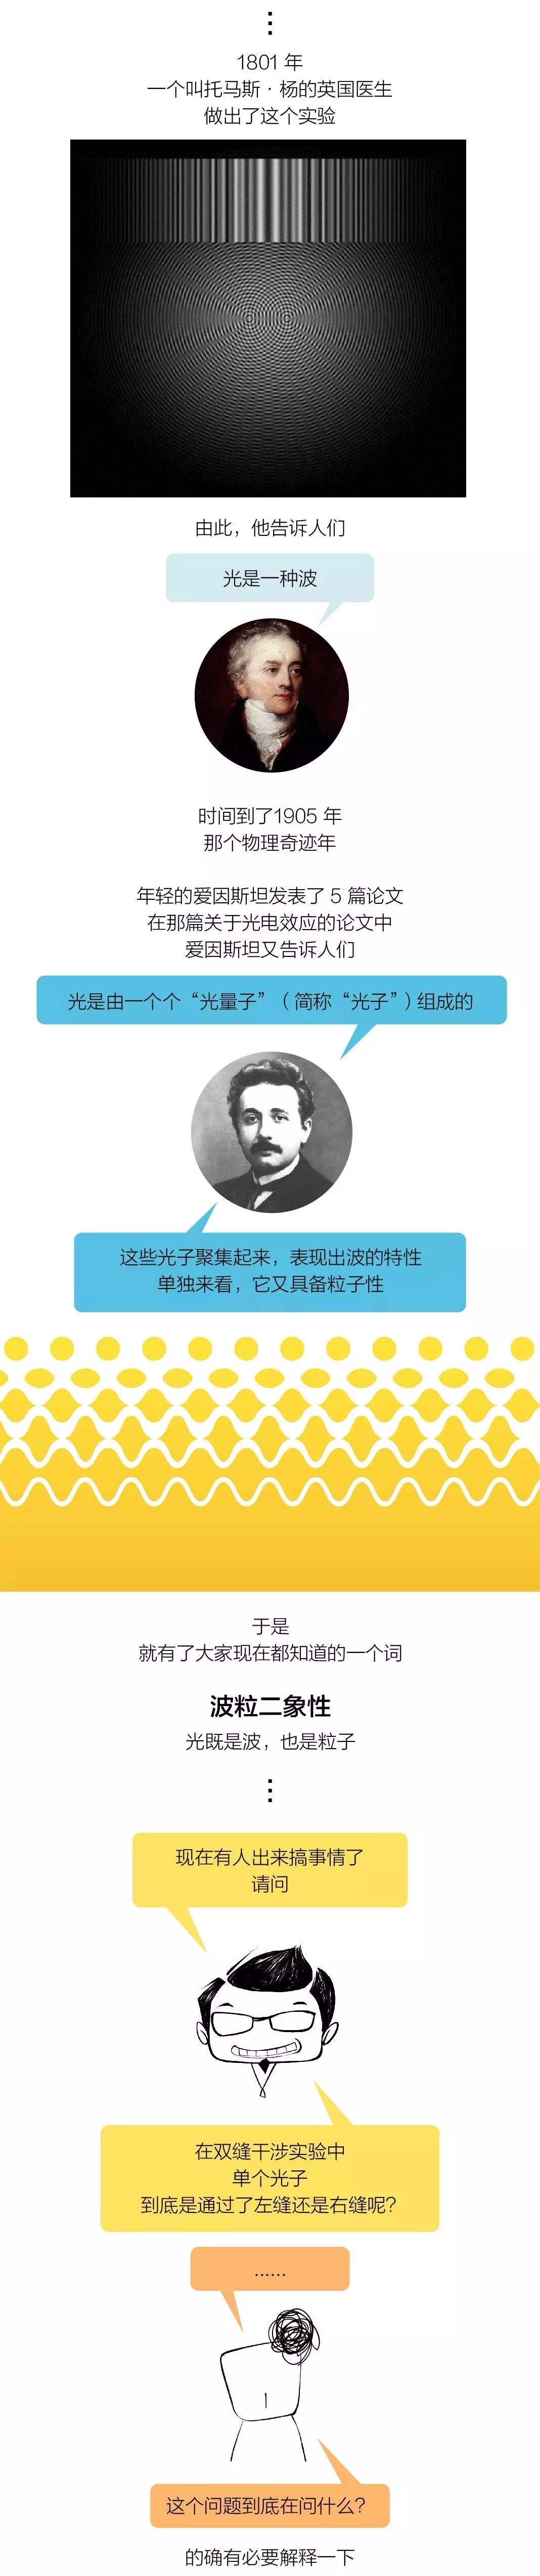 1801 年
一个叫托马斯 · 杨的英国医生
做出了这个实验
由此，他告诉人们
光是一种波
时间到了1905 年
那个物理奇迹年
年轻的爱因斯坦发表了 5 篇论文
在那篇关于光电效应的论文中
爱因斯坦又告诉人们
光是由一个个“光量子”（简称“光子”）组成的
这些光子聚集起来，表现出波的特性
单独来看，它又具备粒子性
于是
就有了大家现在都知道的一个词
波粒二象性
光既是波，也是粒子
现在有人出来搞事情了
请问
在双缝干涉实验中
单个光子
到底是通过了左缝还是右缝呢？
……
这个问题到底在问什么？
的确有必要解释一下